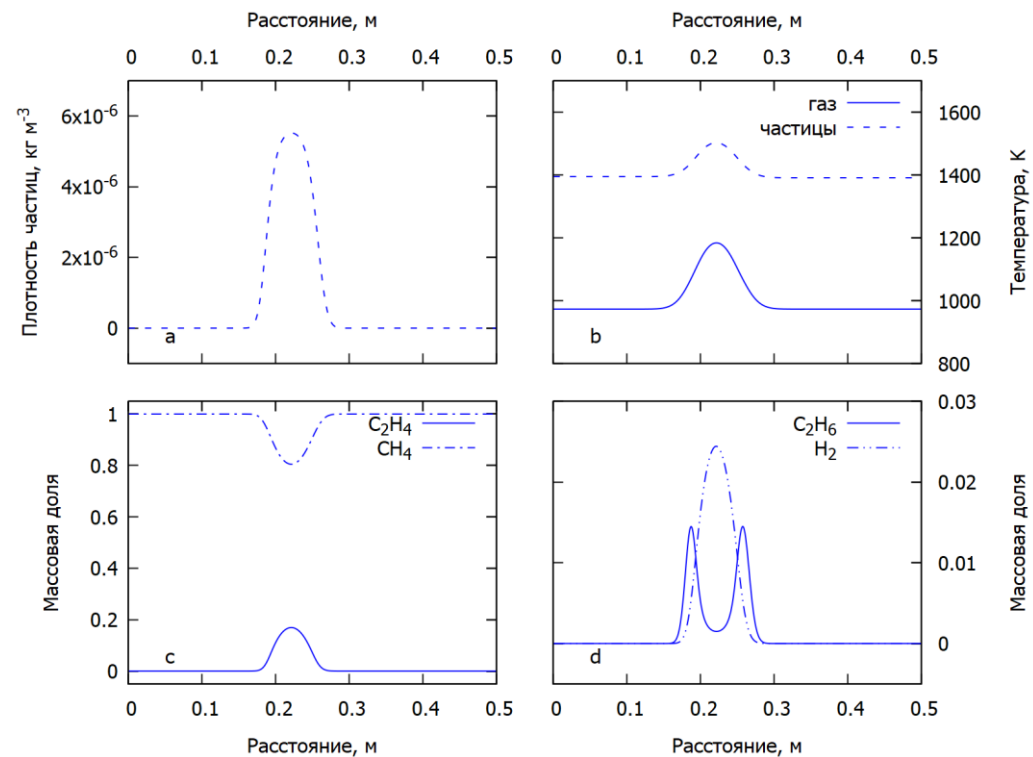 Расстояние, м
0 0.1 0.2 0.3 0.4 0.5
Плотность частиц, кг м⁻³
6x10⁻⁶
4x10⁻⁶
2x10⁻⁶
0
a
Расстояние, м
0 0.1 0.2 0.3 0.4 0.5
газ
частицы
1600
1400
1200
1000
800
Температура, К
b
Массовая доля
1
0.8
0.6
0.4
0.2
0
C₂H₄
CH₄
c
0 0.1 0.2 0.3 0.4 0.5
Расстояние, м
C₂H₆
H₂
0.03
0.02
0.01
0
Массовая доля
d
0 0.1 0.2 0.3 0.4 0.5
Расстояние, м